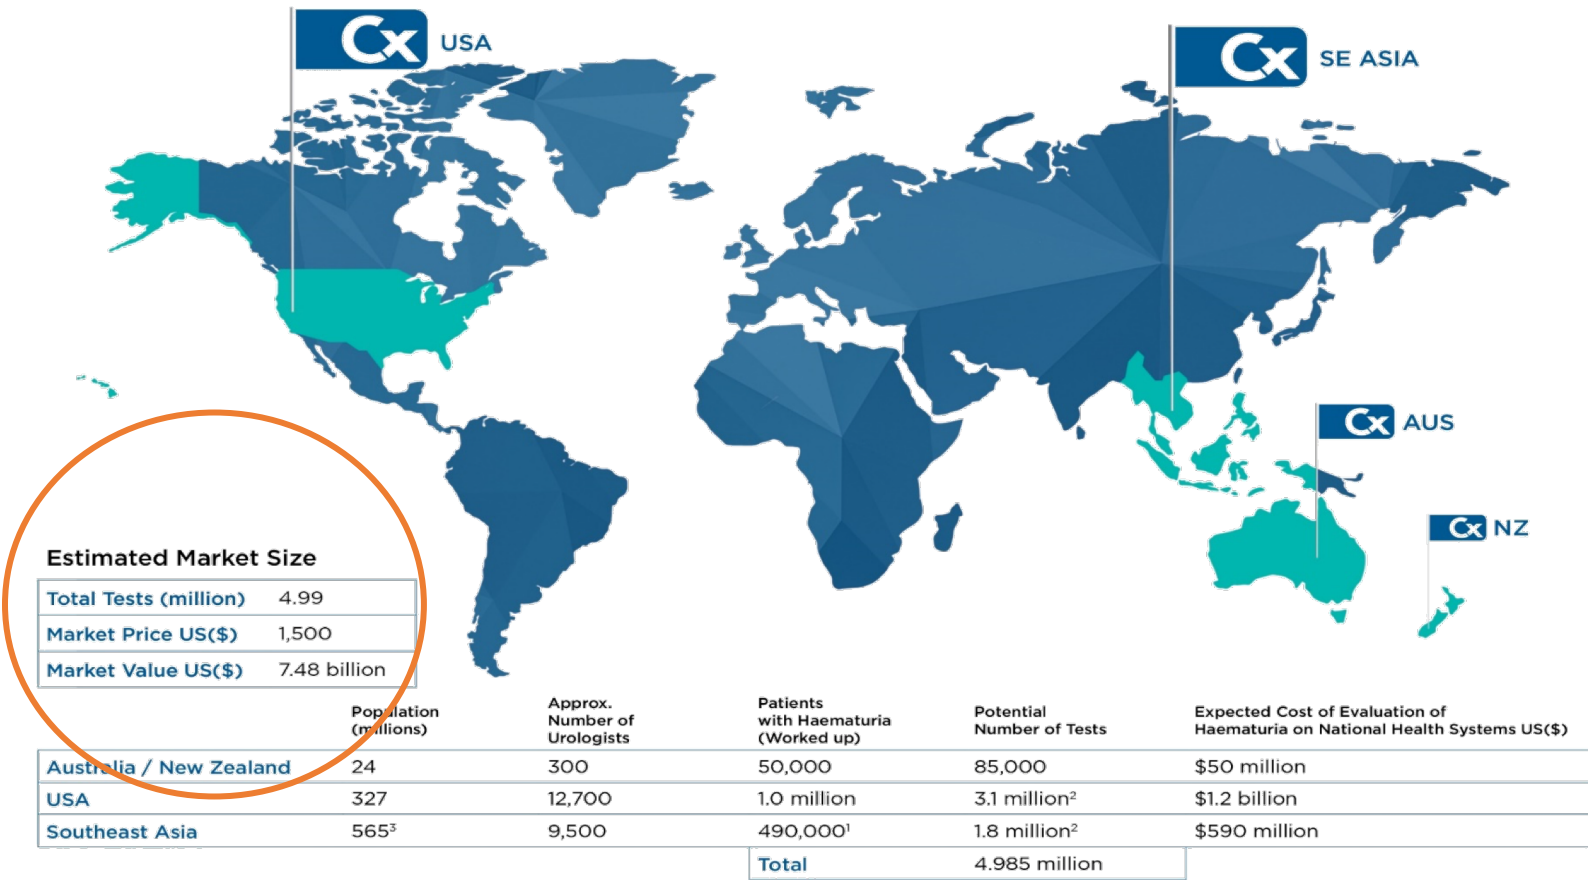 Cx USA
Cx SE ASIA
Cx AUS
Cx NZ
Estimated Market Size
Total Tests (million) 4.99
Market Price US($) 1,500
Market Value US($) 7.48 billion
Population
(millions)
Approx.
Number of
Urologists
Patients
with Haematuria
(Worked up)
Potential
Number of Tests
Expected Cost of Evaluation of
Haematuria on National Health Systems US($)
Australia / New Zealand 24 300 50,000 85,000 $50 million
USA 327 12,700 1.0 million 3.1 million² $1.2 billion
Southeast Asia 565³ 9,500 490,000¹ 1.8 million² $590 million
Total 4.985 million